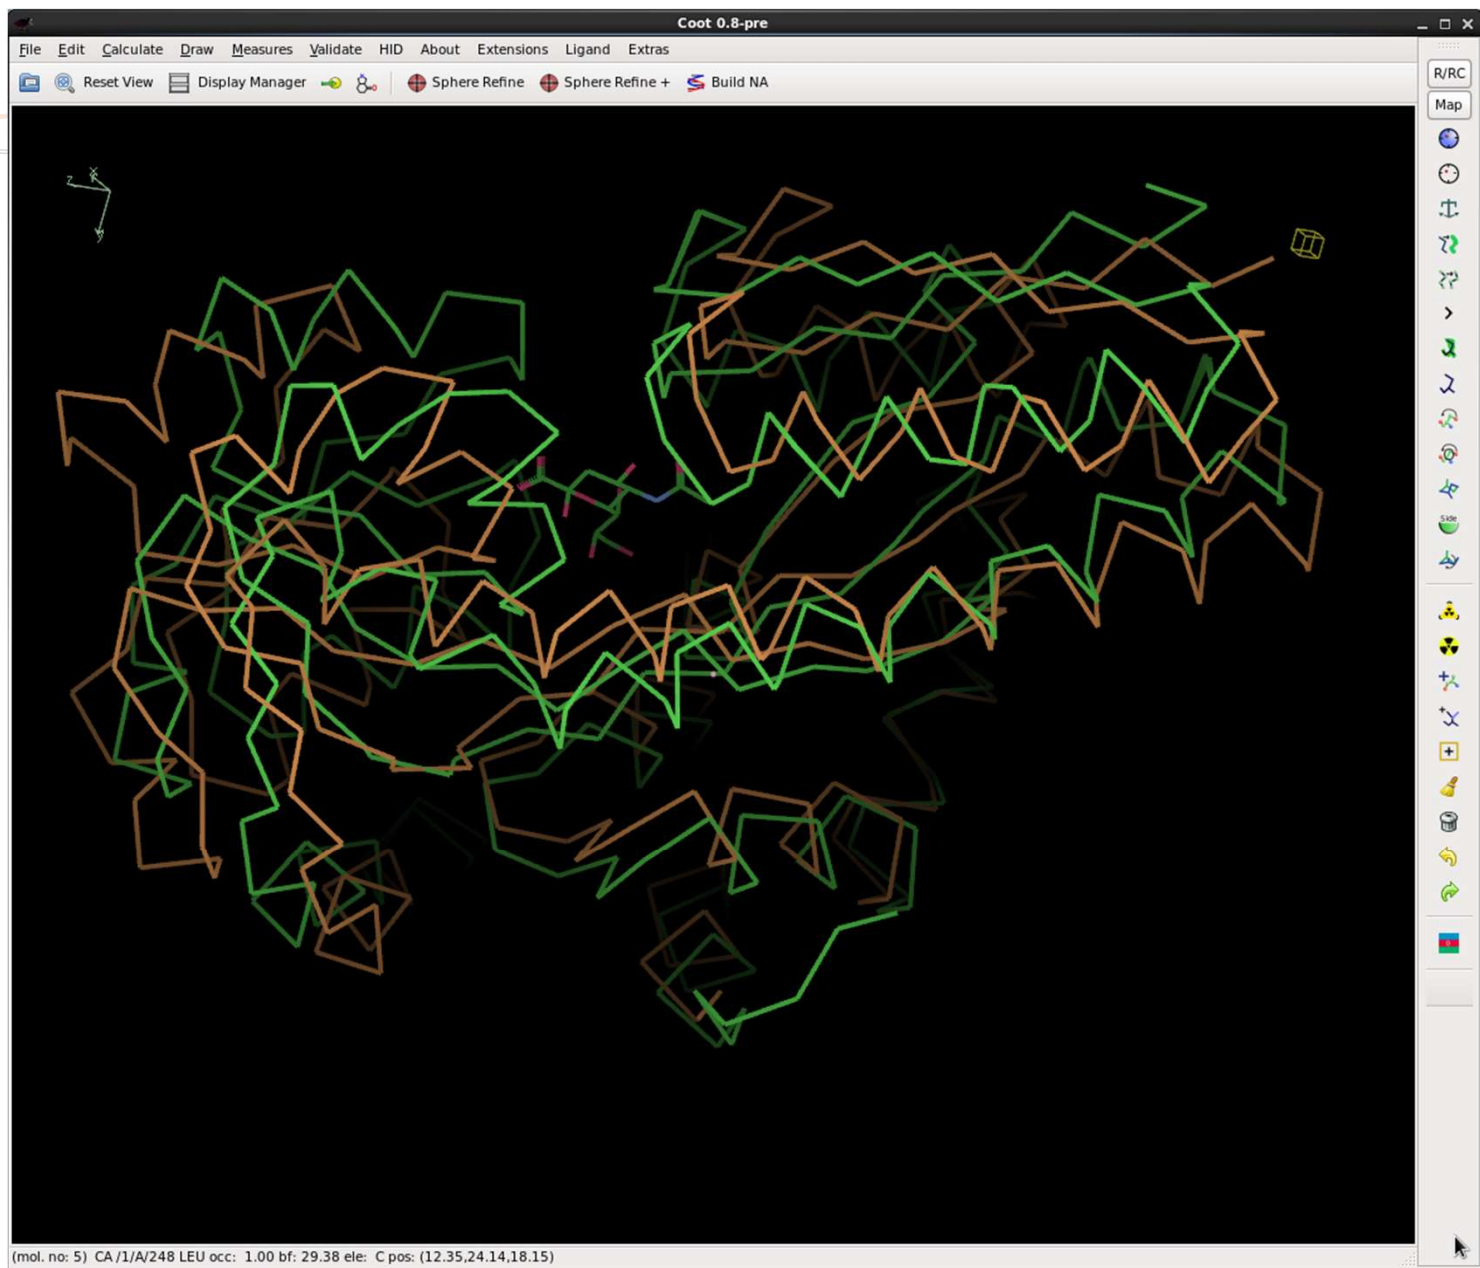 Coot 0.8-pre
File Edit Calculate Draw Measures Validate HID About Extensions Ligand Extras
Reset View Display Manager Sphere Refine Sphere Refine + Build NA
R/RC
Map
z x
y
Side
(mol. no: 5) CA /1/A/248 LEU occ: 1.00 bf: 29.38 ele: C pos: (12.35,24.14,18.15)